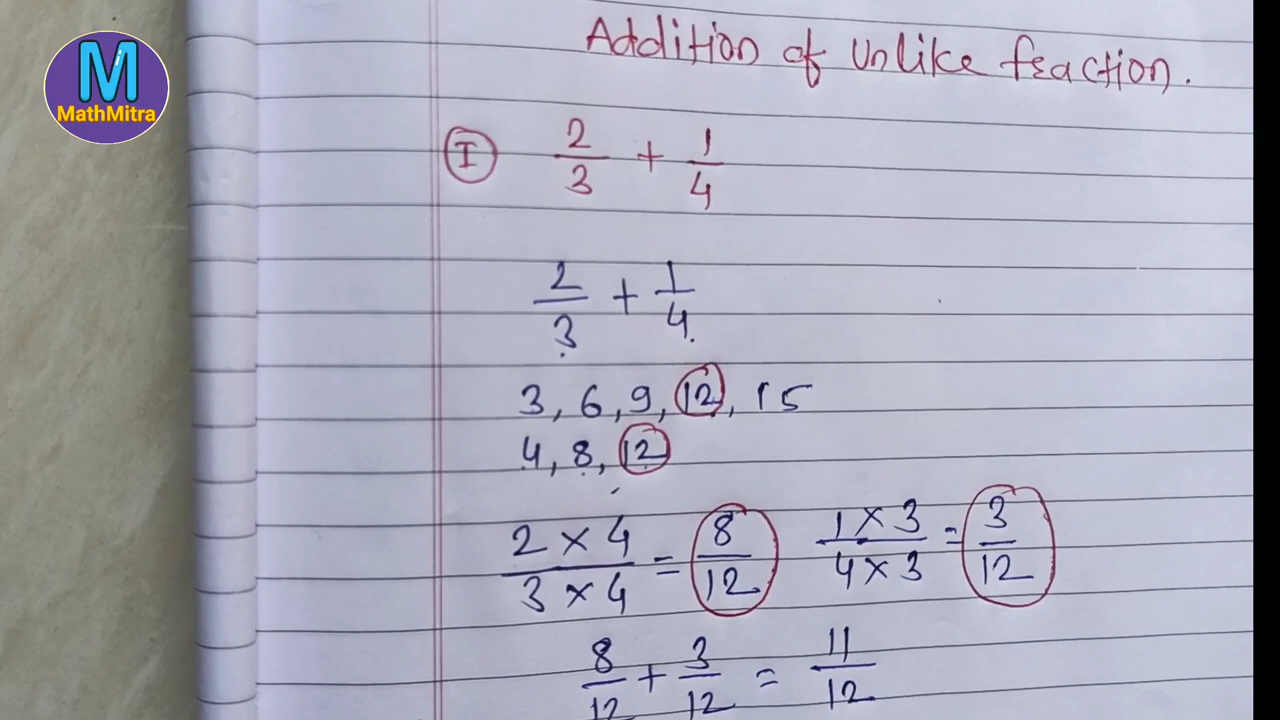 M
MathMitra
Addition of Unlike fraction.
I 2/3 + 1/4
2/3 + 1/4
3, 6, 9, 12, 15
4, 8, 12
2 × 4 / 3 × 4 = 8/12 1 × 3 / 4 × 3 = 3/12
8/12 + 3/12 = 11/12